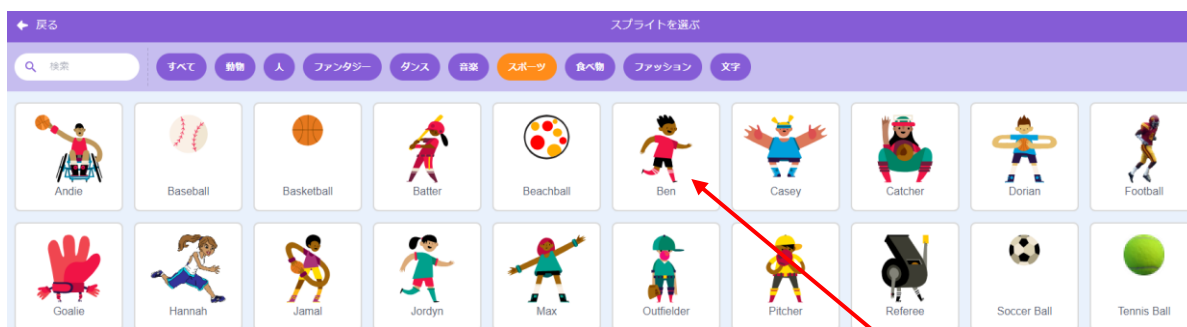 戻る
スプライトを選ぶ
検索
すべて 動物 人 ファンタジー ダンス 音楽 スポーツ 食べ物 ファッション 文字
Andie Baseball Basketball Batter Beachball Ben Casey Catcher Dorian Football
Goalie Hannah Jamal Jordyn Max Outfielder Pitcher Referee Soccer Ball Tennis Ball